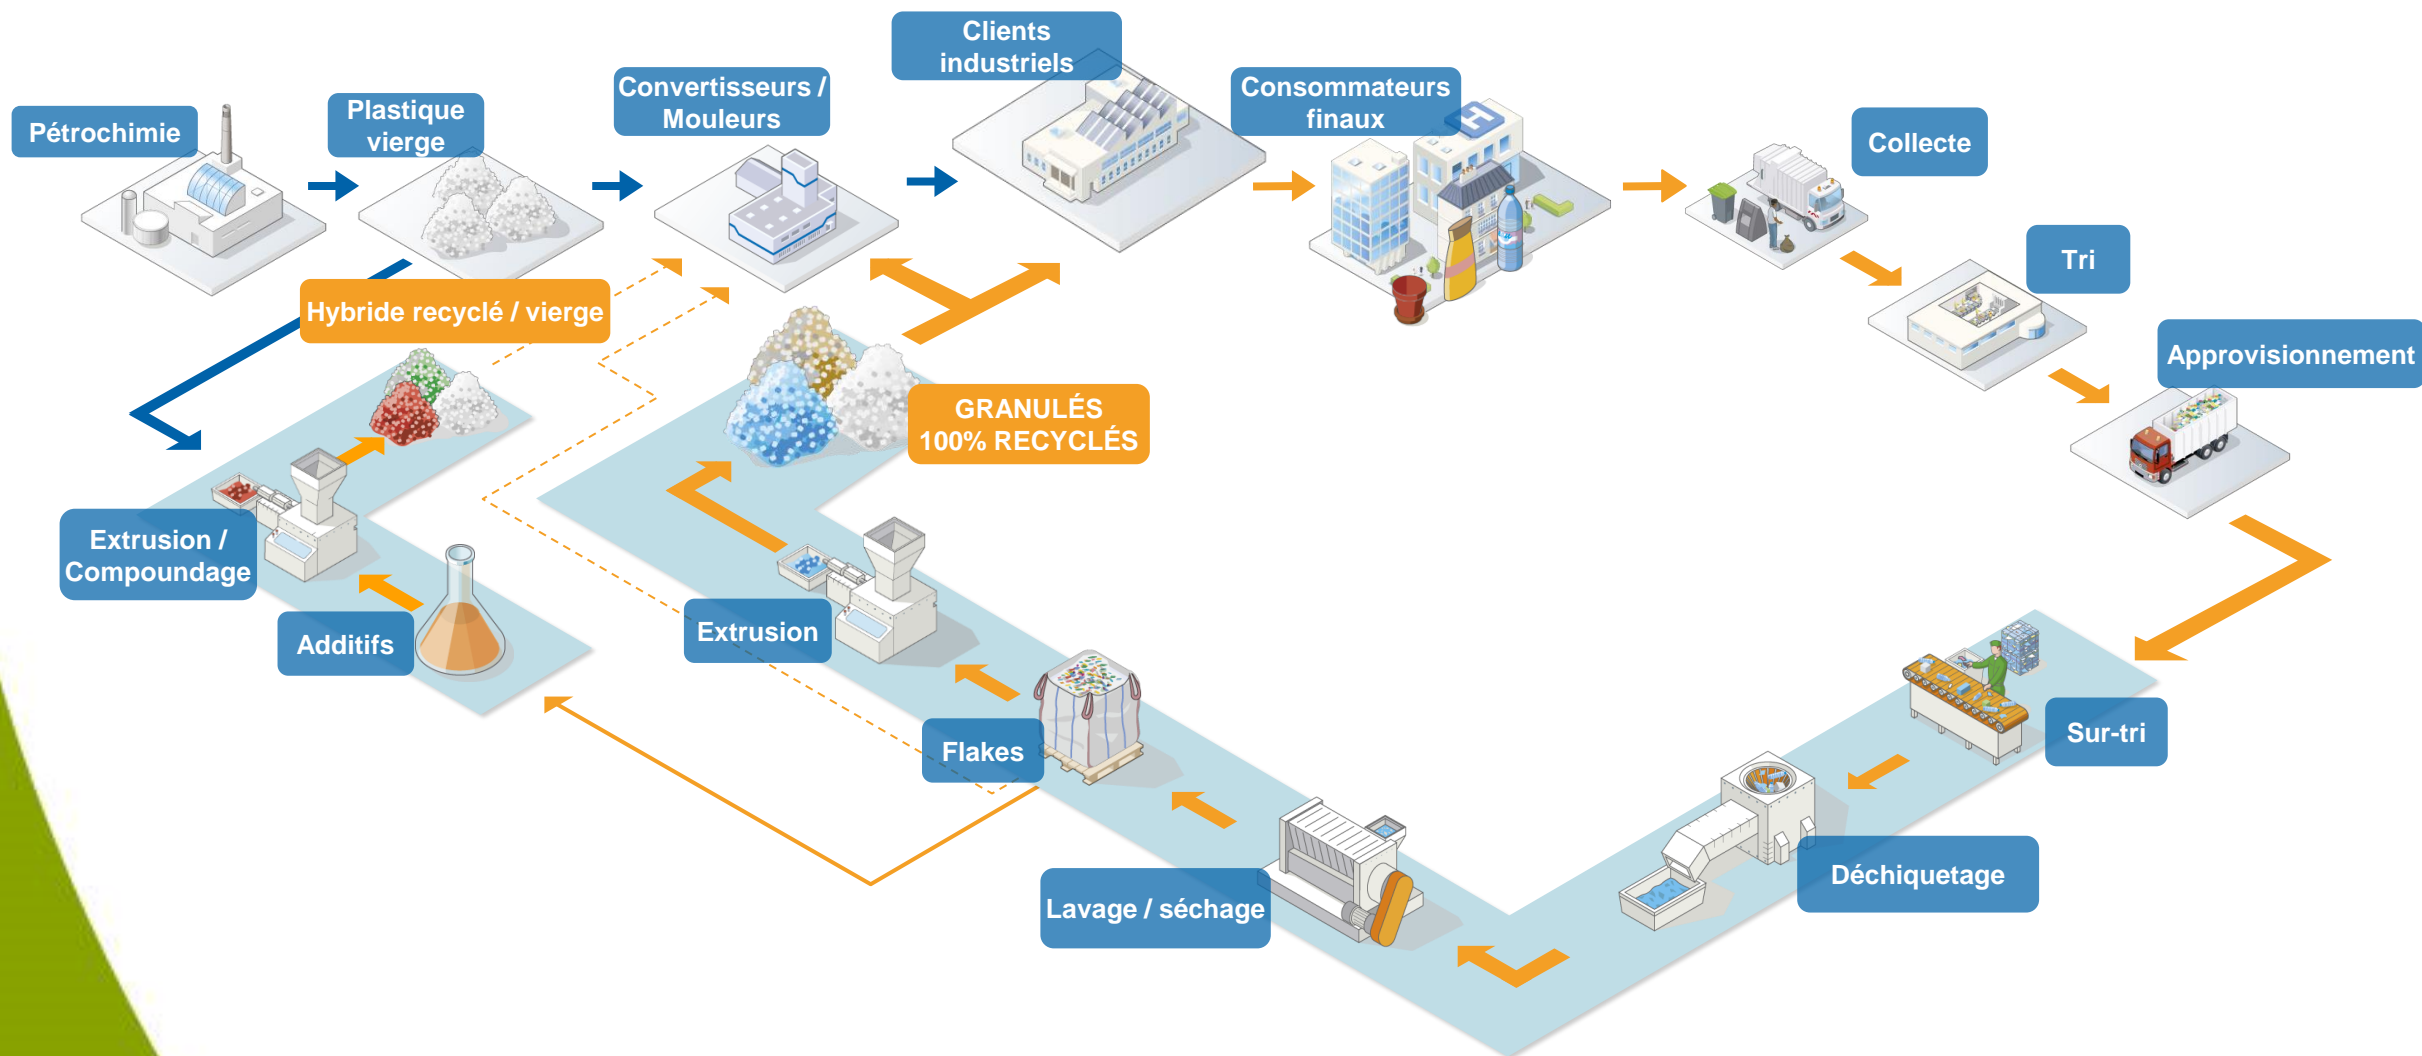 Pétrochimie
Plastique
vierge
Convertisseurs /
Mouleurs
Clients
industriels
Consommateurs
finaux
Collecte
Tri
Approvisionnement
Hybride recyclé / vierge
GRANULÉS
100% RECYCLÉS
Extrusion /
Compoundage
Additifs
Extrusion
Flakes
Lavage / séchage
Déchiquetage
Sur-tri